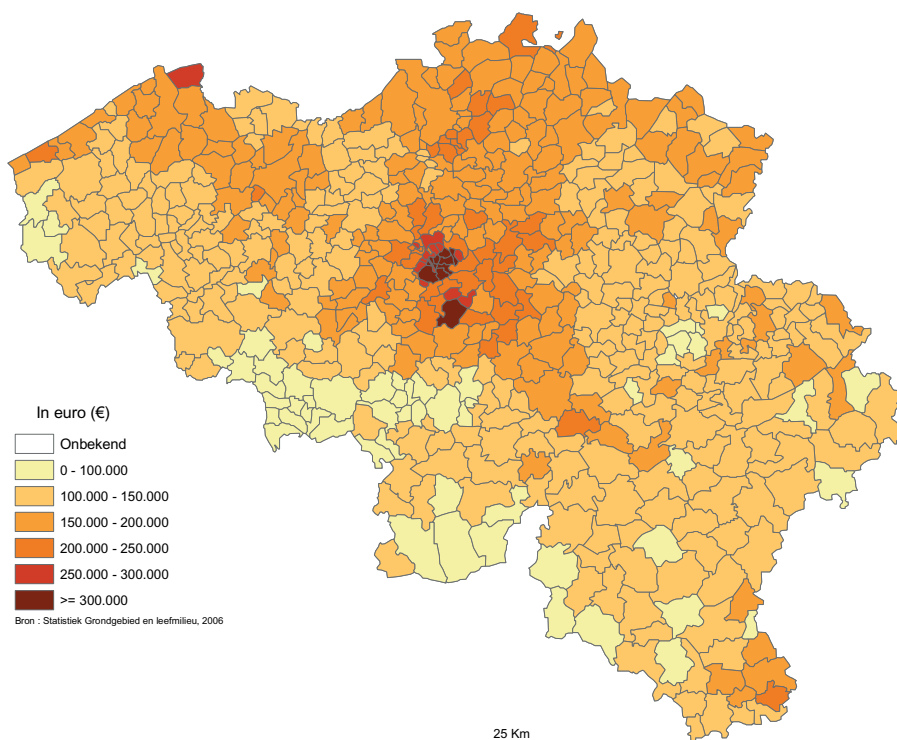 In euro (€)
Onbekend
0 - 100.000
100.000 - 150.000
150.000 - 200.000
200.000 - 250.000
250.000 - 300.000
>= 300.000
Bron : Statistiek Grondgebied en leefmilieu, 2006
25 Km